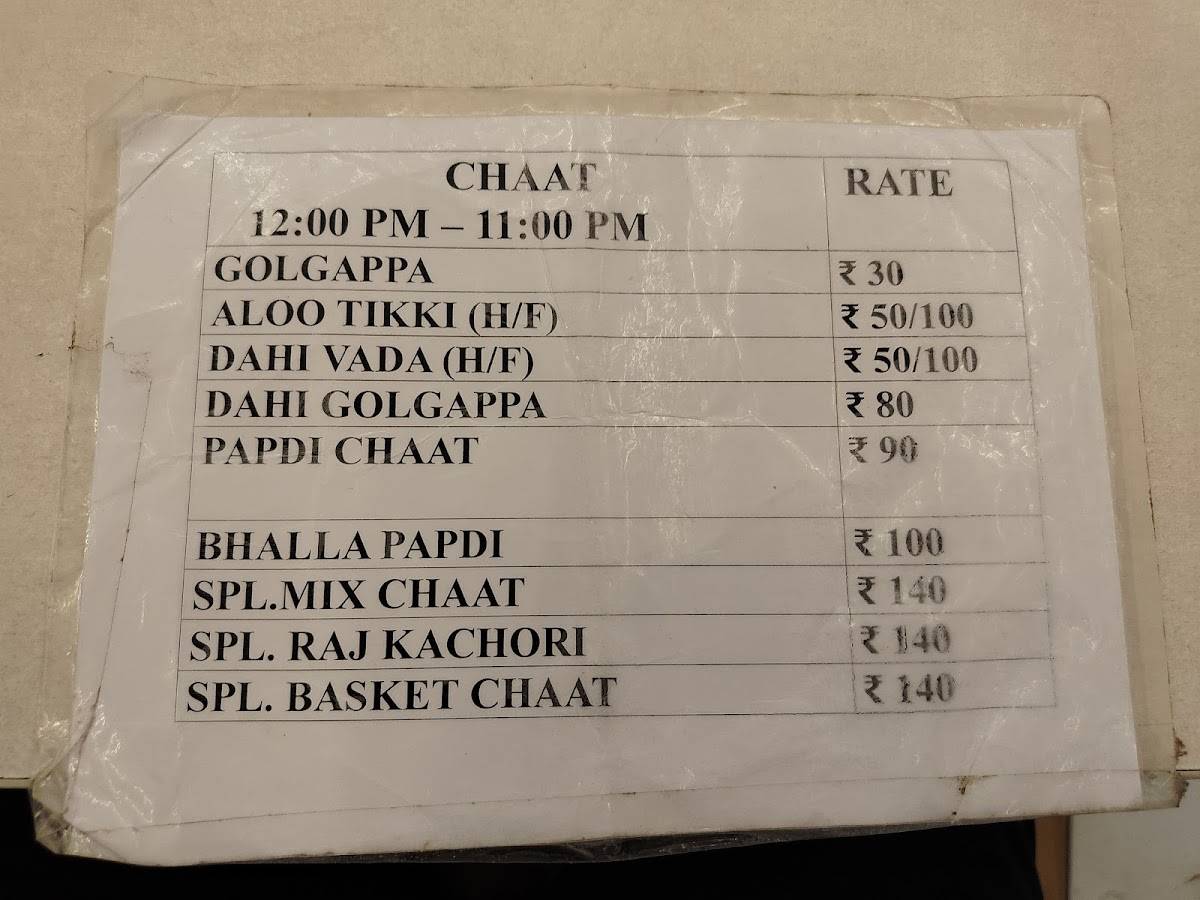 CHAAT RATE
12:00 PM – 11:00 PM
GOLGAPPA ₹ 30
ALOO TIKKI (H/F) ₹ 50/100
DAHI VADA (H/F) ₹ 50/100
DAHI GOLGAPPA ₹ 80
PAPDI CHAAT ₹ 90
BHALLA PAPDI ₹ 100
SPL.MIX CHAAT ₹ 140
SPL. RAJ KACHORI ₹ 140
SPL. BASKET CHAAT ₹ 140